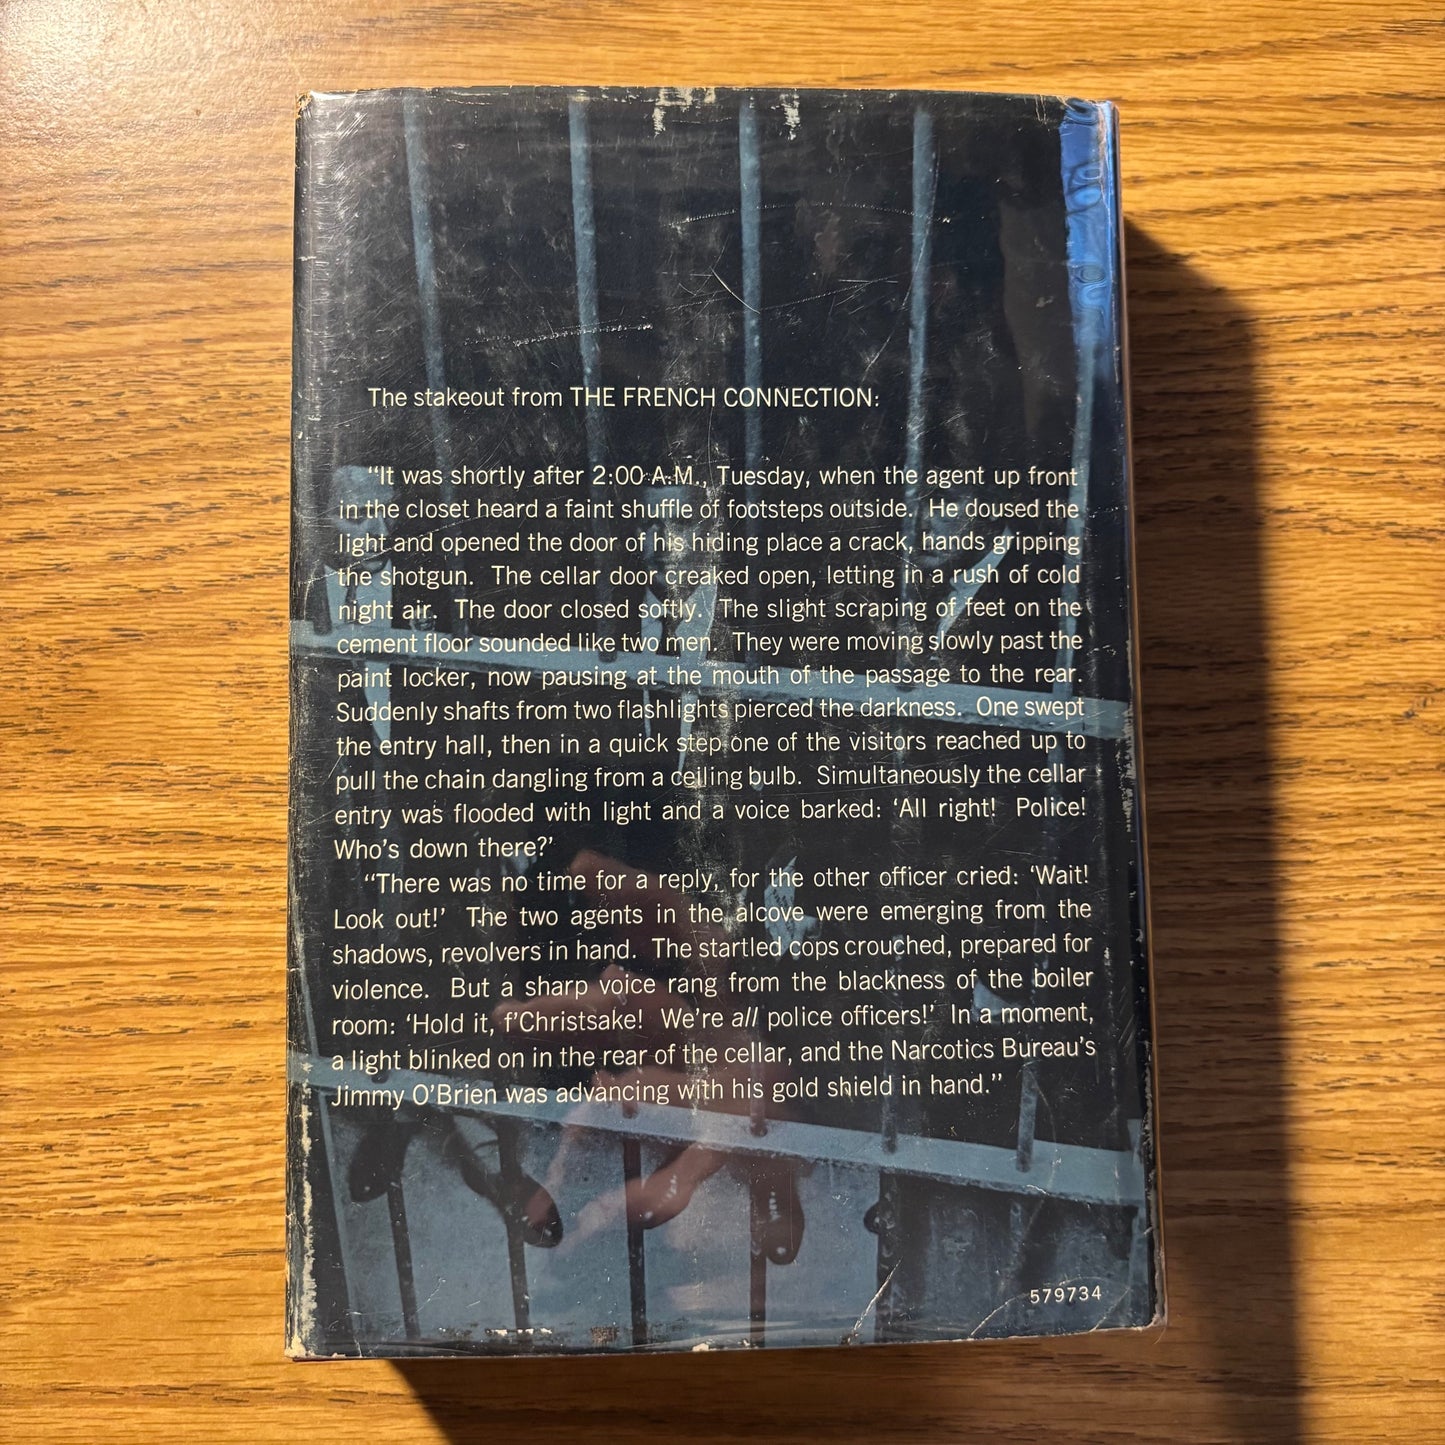 The stakeout from THE FRENCH CONNECTION:
“It was shortly after 2:00 A.M., Tuesday, when the agent up front
in the closet heard a faint shuffle of footsteps outside. He doused the
light and opened the door of his hiding place a crack, hands gripping
the shotgun. The cellar door creaked open, letting in a rush of cold
night air. The door closed softly. The slight scraping of feet on the
cement floor sounded like two men. They were moving slowly past the
paint locker, now pausing at the mouth of the passage to the rear.
Suddenly shafts from two flashlights pierced the darkness. One swept
the entry hall, then in a quick step one of the visitors reached up to
pull the chain dangling from a ceiling bulb. Simultaneously the cellar
entry was flooded with light and a voice barked: ‘All right! Police!
Who’s down there?’
“There was no time for a reply, for the other officer cried: ‘Wait!
Look out!’ The two agents in the alcove were emerging from the
shadows, revolvers in hand. The startled cops crouched, prepared for
violence. But a sharp voice rang from the blackness of the boiler
room: ‘Hold it, f’Christsake! We’re all police officers!’ In a moment,
a light blinked on in the rear of the cellar, and the Narcotics Bureau’s
Jimmy O’Brien was advancing with his gold shield in hand.”
579734